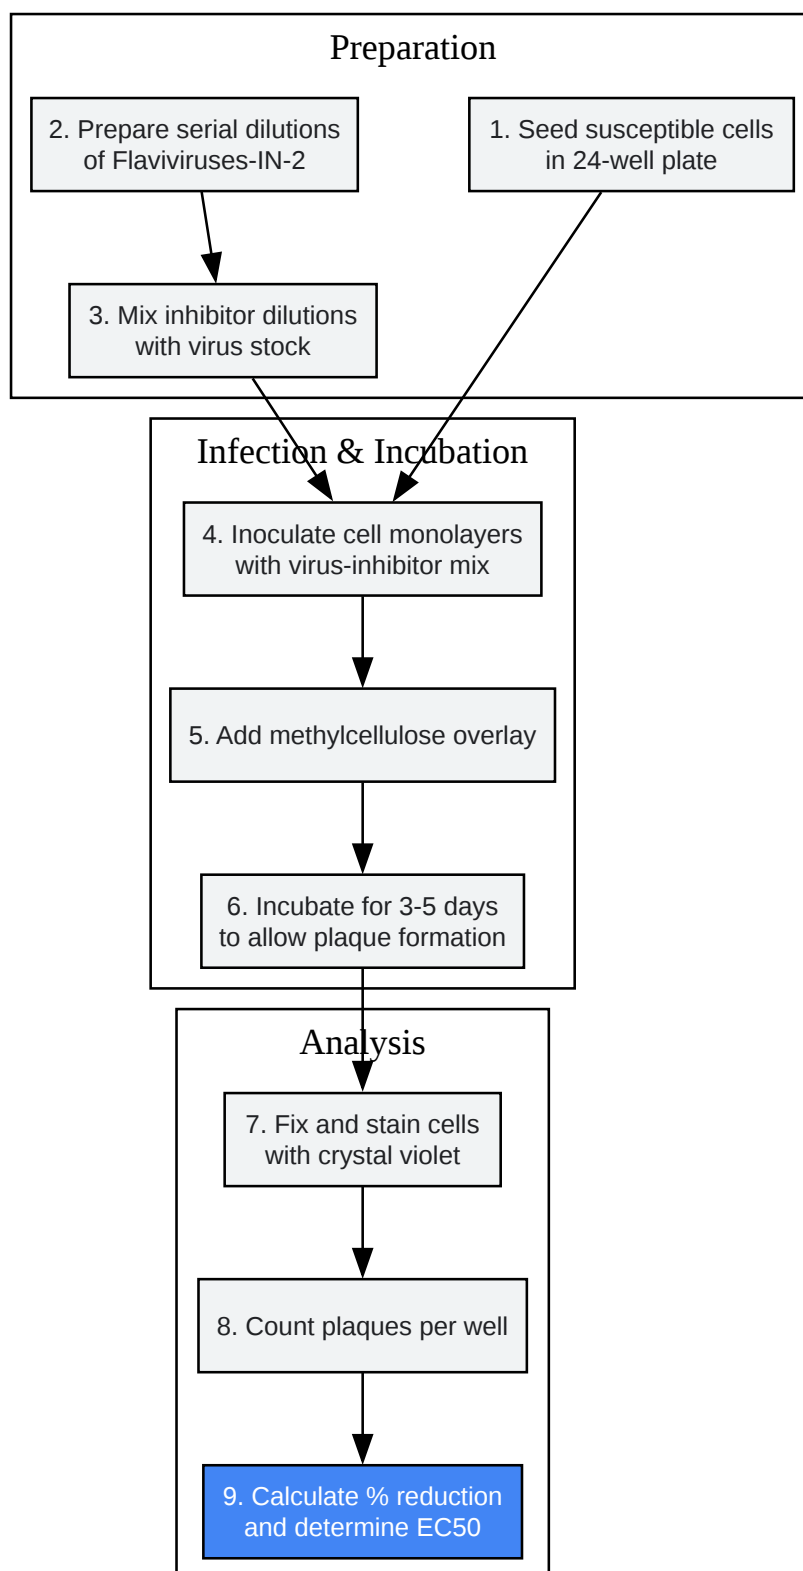 Preparation
2. Prepare serial dilutions
of Flaviviruses-IN-2
1. Seed susceptible cells
in 24-well plate
3. Mix inhibitor dilutions
with virus stock
Infection & Incubation
4. Inoculate cell monolayers
with virus-inhibitor mix
5. Add methylcellulose overlay
6. Incubate for 3-5 days
to allow plaque formation
Analysis
7. Fix and stain cells
with crystal violet
8. Count plaques per well
9. Calculate % reduction
and determine EC50